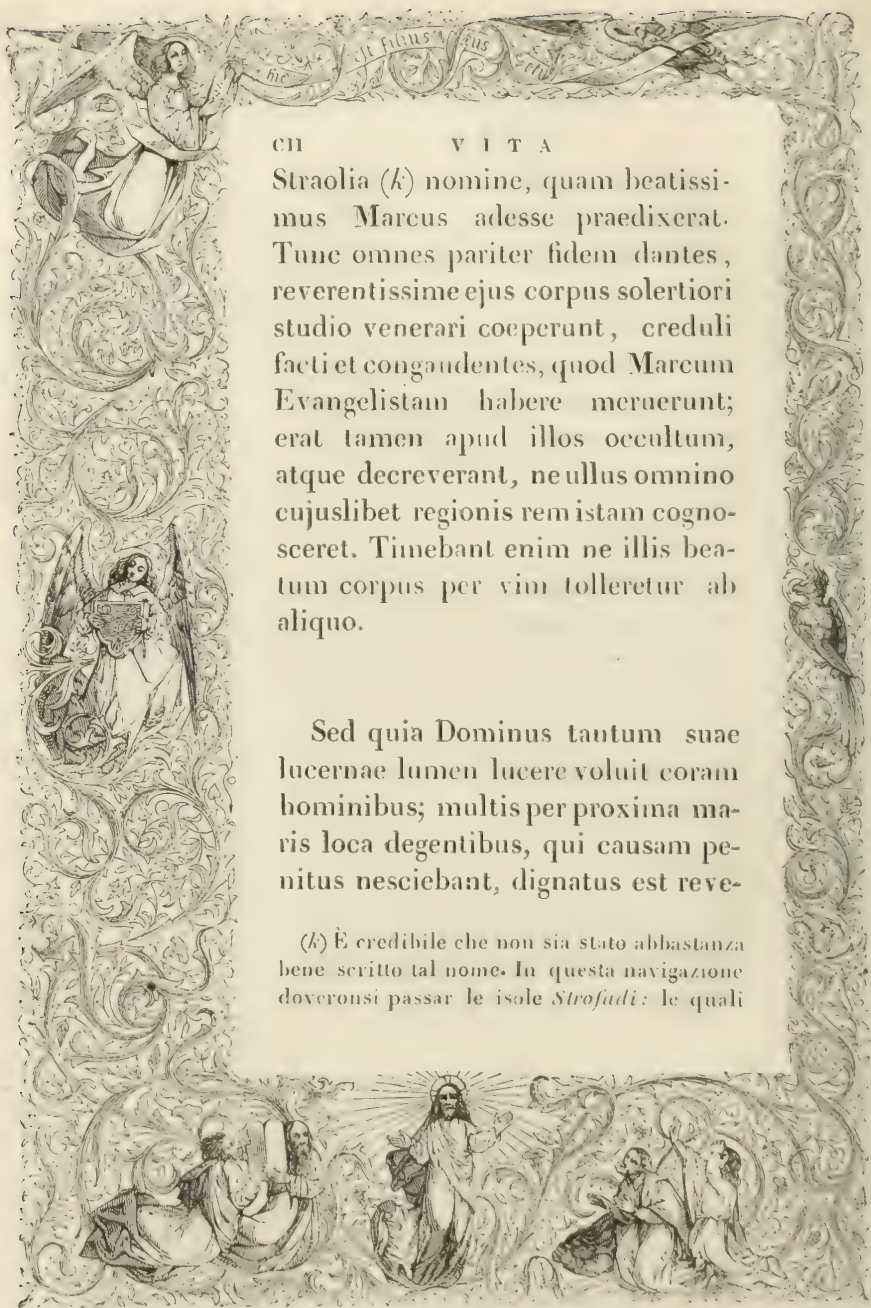 hic est filius meus
CII VITA
Straolia (k) nomine, quam beatissi-
mus Marcus adesse praedixerat.
Tunc omnes pariter fidem dantes,
reverentissime ejus corpus solertiori
studio venerari coeperunt, creduli
facti et congaudentes, quod Marcum
Evangelistam habere meruerunt;
erat tamen apud illos occultum,
atque decreverant, ne ullus omnino
cujuslibet regionis rem istam cogno-
sceret. Timebant enim ne illis bea-
tum corpus per vim tolleretur ab
aliquo.
Sed quia Dominus tantum suae
lucernae lumen lucere voluit coram
hominibus; multis per proxima ma-
ris loca degentibus, qui causam pe-
nitus nesciebant, dignatus est reve-
(k) È credibile che non sia stato abbastanza
bene scritto tal nome. In questa navigazione
doveronsi passar le isole Strofadi: le quali